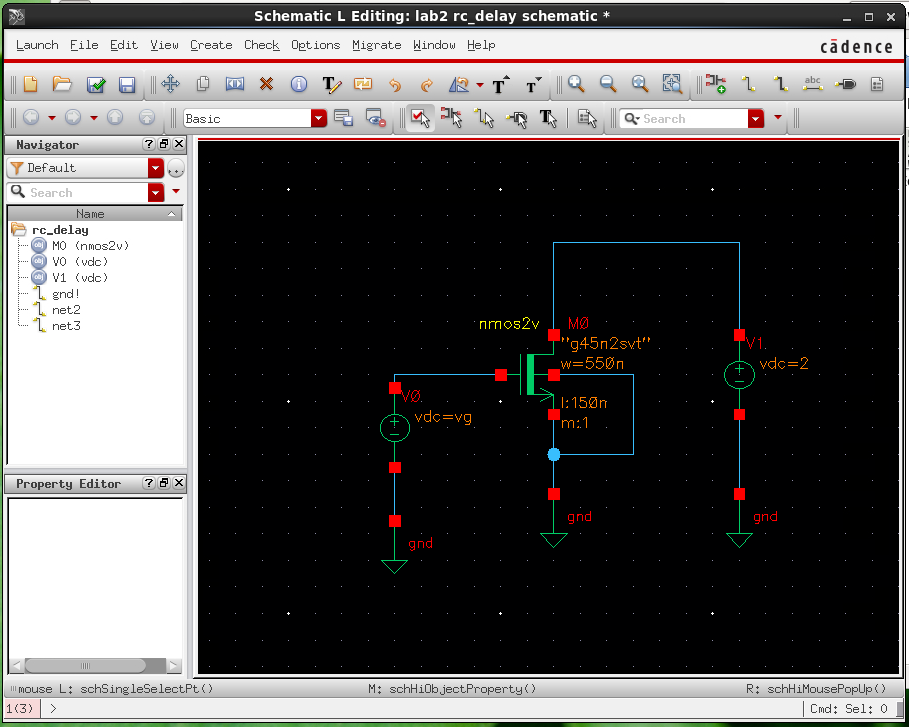 Schematic L Editing: lab2 rc_delay schematic *
Launch File Edit View Create Check Options Migrate Window Help
cādence
abc
Basic
Search
Navigator
Default
Search
Name
rc_delay
M0 (nmos2v)
V0 (vdc)
V1 (vdc)
gnd!
net2
net3
Property Editor
nmos2v
M0
"g45n2svt"
w=550n
l:150n
m:1
V0
vdc=vg
V1
vdc=2
gnd
gnd
gnd
mouse L: schSingleSelectPt()
M: schHiObjectProperty()
R: schHiMousePopUp()
1(3)
>
Cmd: Sel: 0